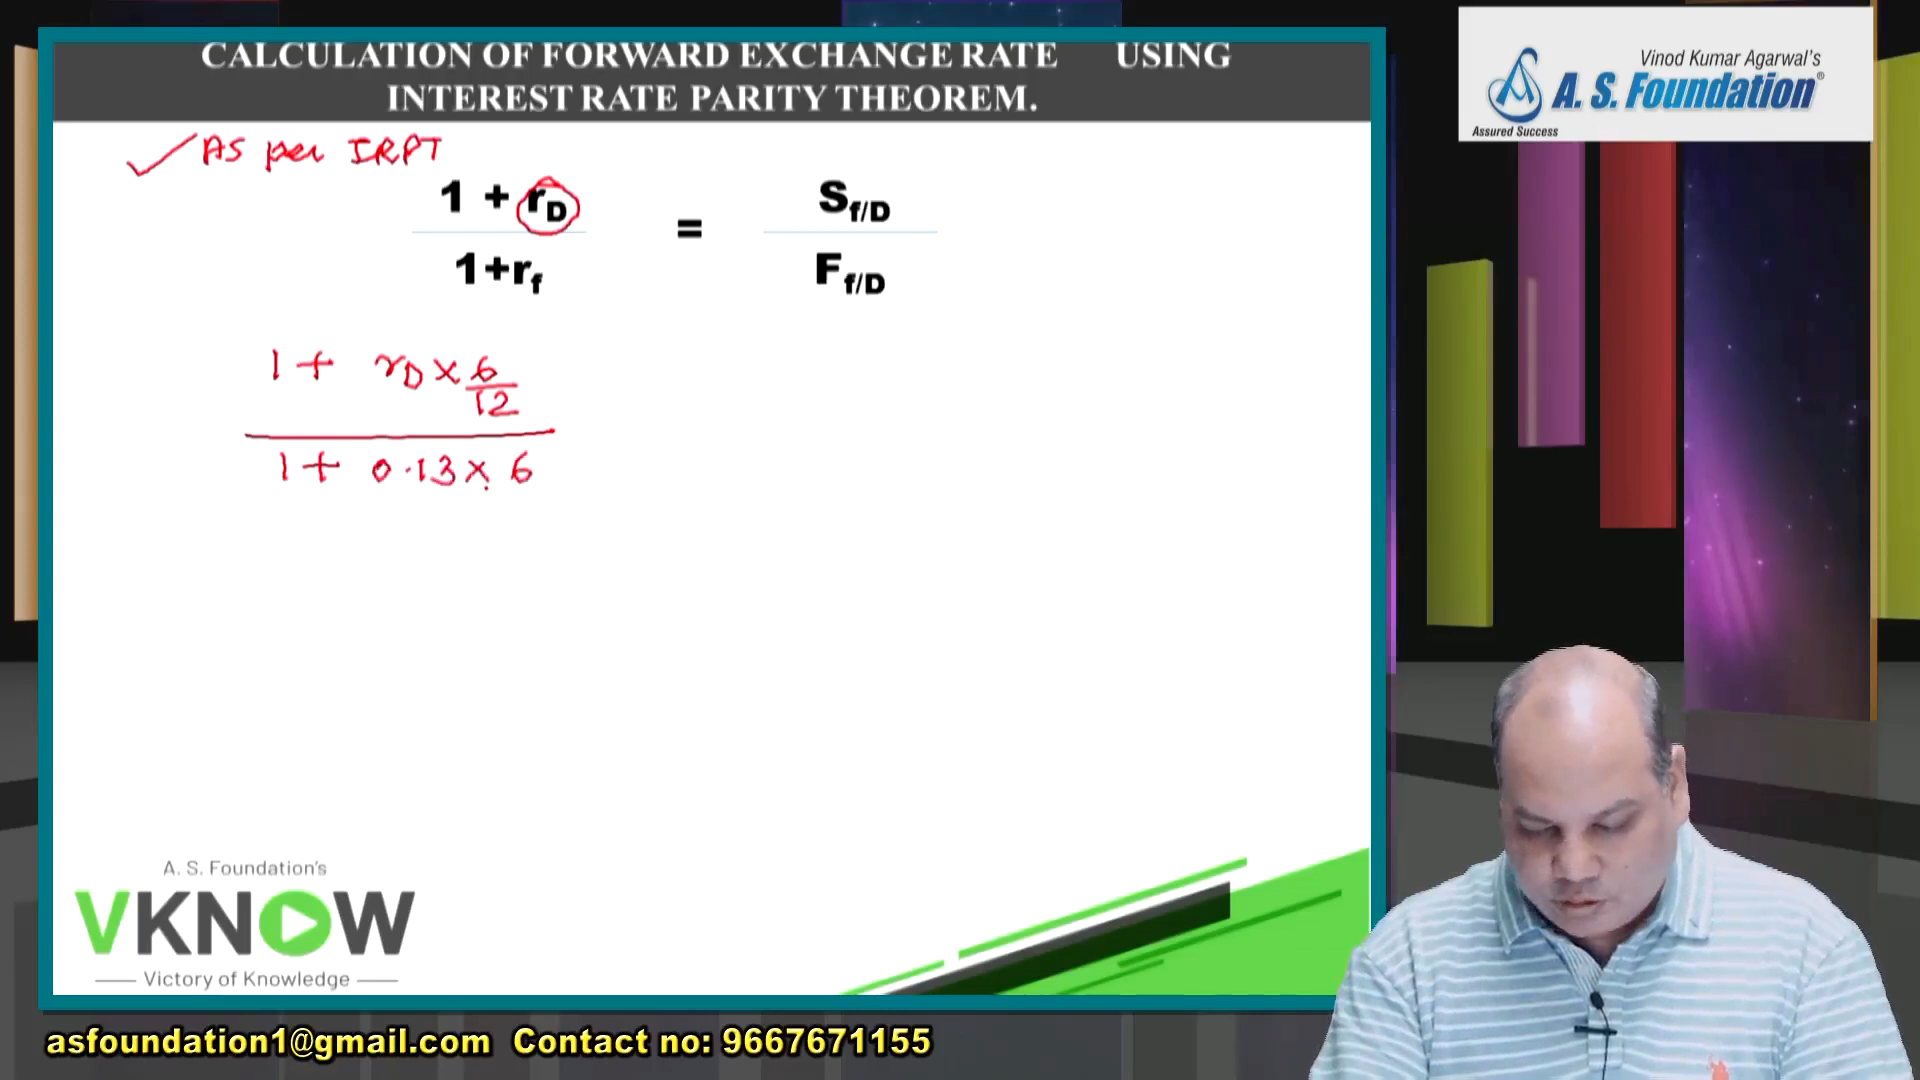 CALCULATION OF FORWARD EXCHANGE RATE USING
INTEREST RATE PARITY THEOREM.
Vinod Kumar Agarwal's
A. S. Foundation®
Assured Success
As per IRPT
1 + rD = Sf/D
1+rf Ff/D
1 + rD × 6
12
1 + 0.13 × 6
A. S. Foundation's
VKNOW
Victory of Knowledge
asfoundation1@gmail.com Contact no: 9667671155